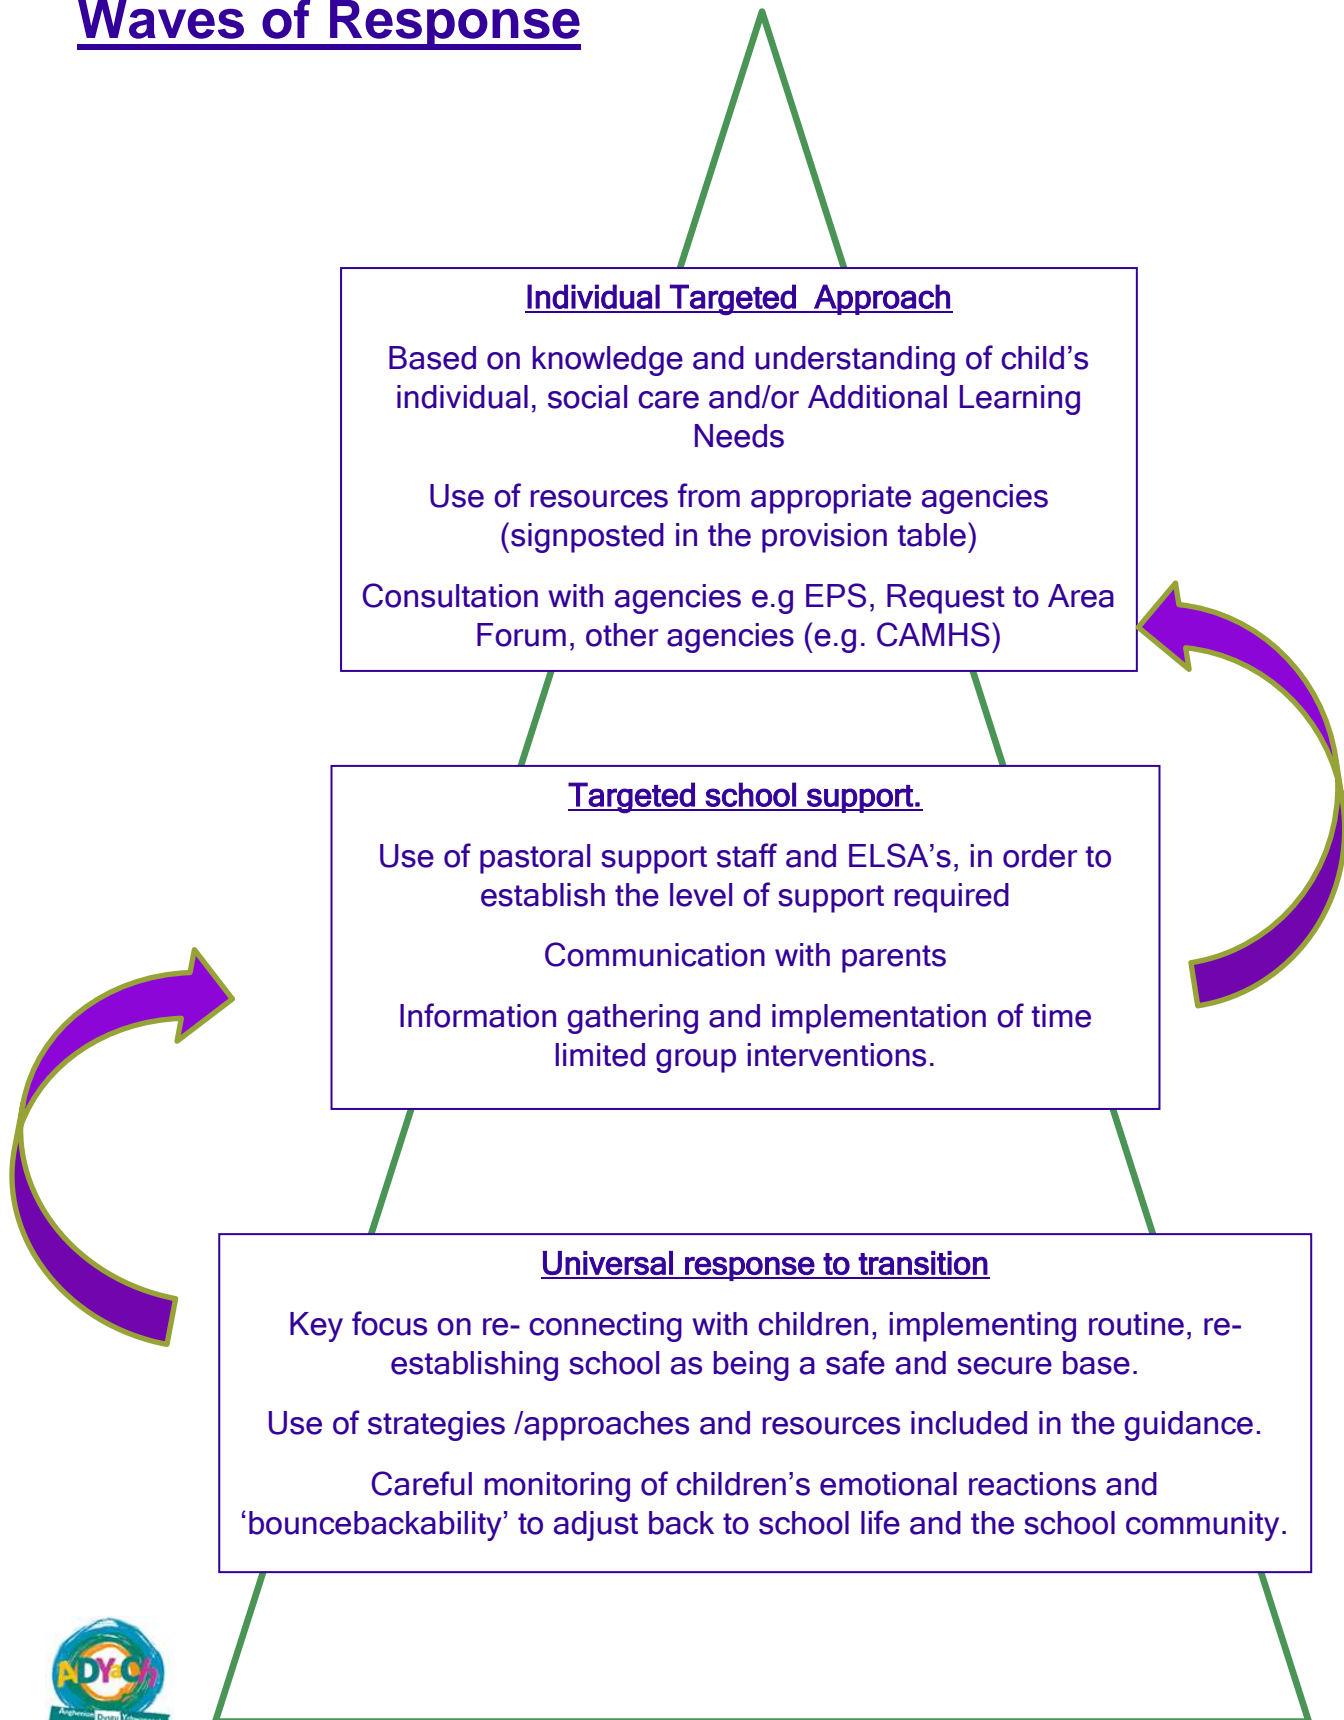 Waves of Response
Individual Targeted  Approach
Based on knowledge and understanding of child’s
individual, social care and/or Additional Learning
Needs
Use of resources from appropriate agencies
(signposted in the provision table)
Consultation with agencies e.g EPS, Request to Area
Forum, other agencies (e.g. CAMHS)
Targeted school support.
Use of pastoral support staff and ELSA’s, in order to
establish the level of support required
Communication with parents
Information gathering and implementation of time
limited group interventions.
Universal response to transition
Key focus on re- connecting with children, implementing routine, re-
establishing school as being a safe and secure base.
Use of strategies /approaches and resources included in the guidance.
Careful monitoring of children’s emotional reactions and
‘bouncebackability’ to adjust back to school life and the school community.
ADYaCh
Anghenion Dysgu